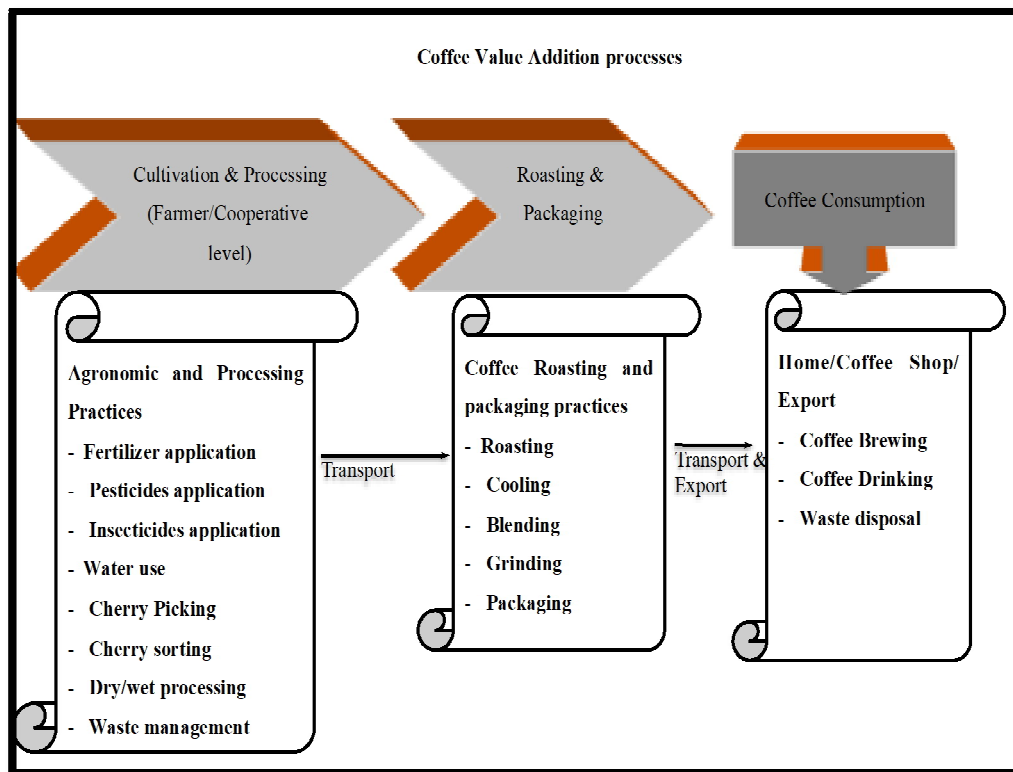 Coffee Value Addition processes
Cultivation & Processing
(Farmer/Cooperative
level)
Roasting &
Packaging
Coffee Consumption
Agronomic and Processing
Practices
- Fertilizer application
- Pesticides application
- Insecticides application
- Water use
- Cherry Picking
- Cherry sorting
- Dry/wet processing
- Waste management
Transport
Coffee Roasting and
packaging practices
- Roasting
- Cooling
- Blending
- Grinding
- Packaging
Transport &
Export
Home/Coffee Shop/
Export
- Coffee Brewing
- Coffee Drinking
- Waste disposal